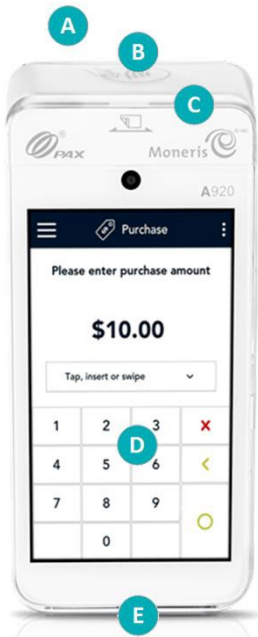 A
B
C
PAX
Moneris
A920
Purchase
Please enter purchase amount
$10.00
Tap, insert or swipe
1 2 3 X
4 5 6 <
7 8 9
0
D
E